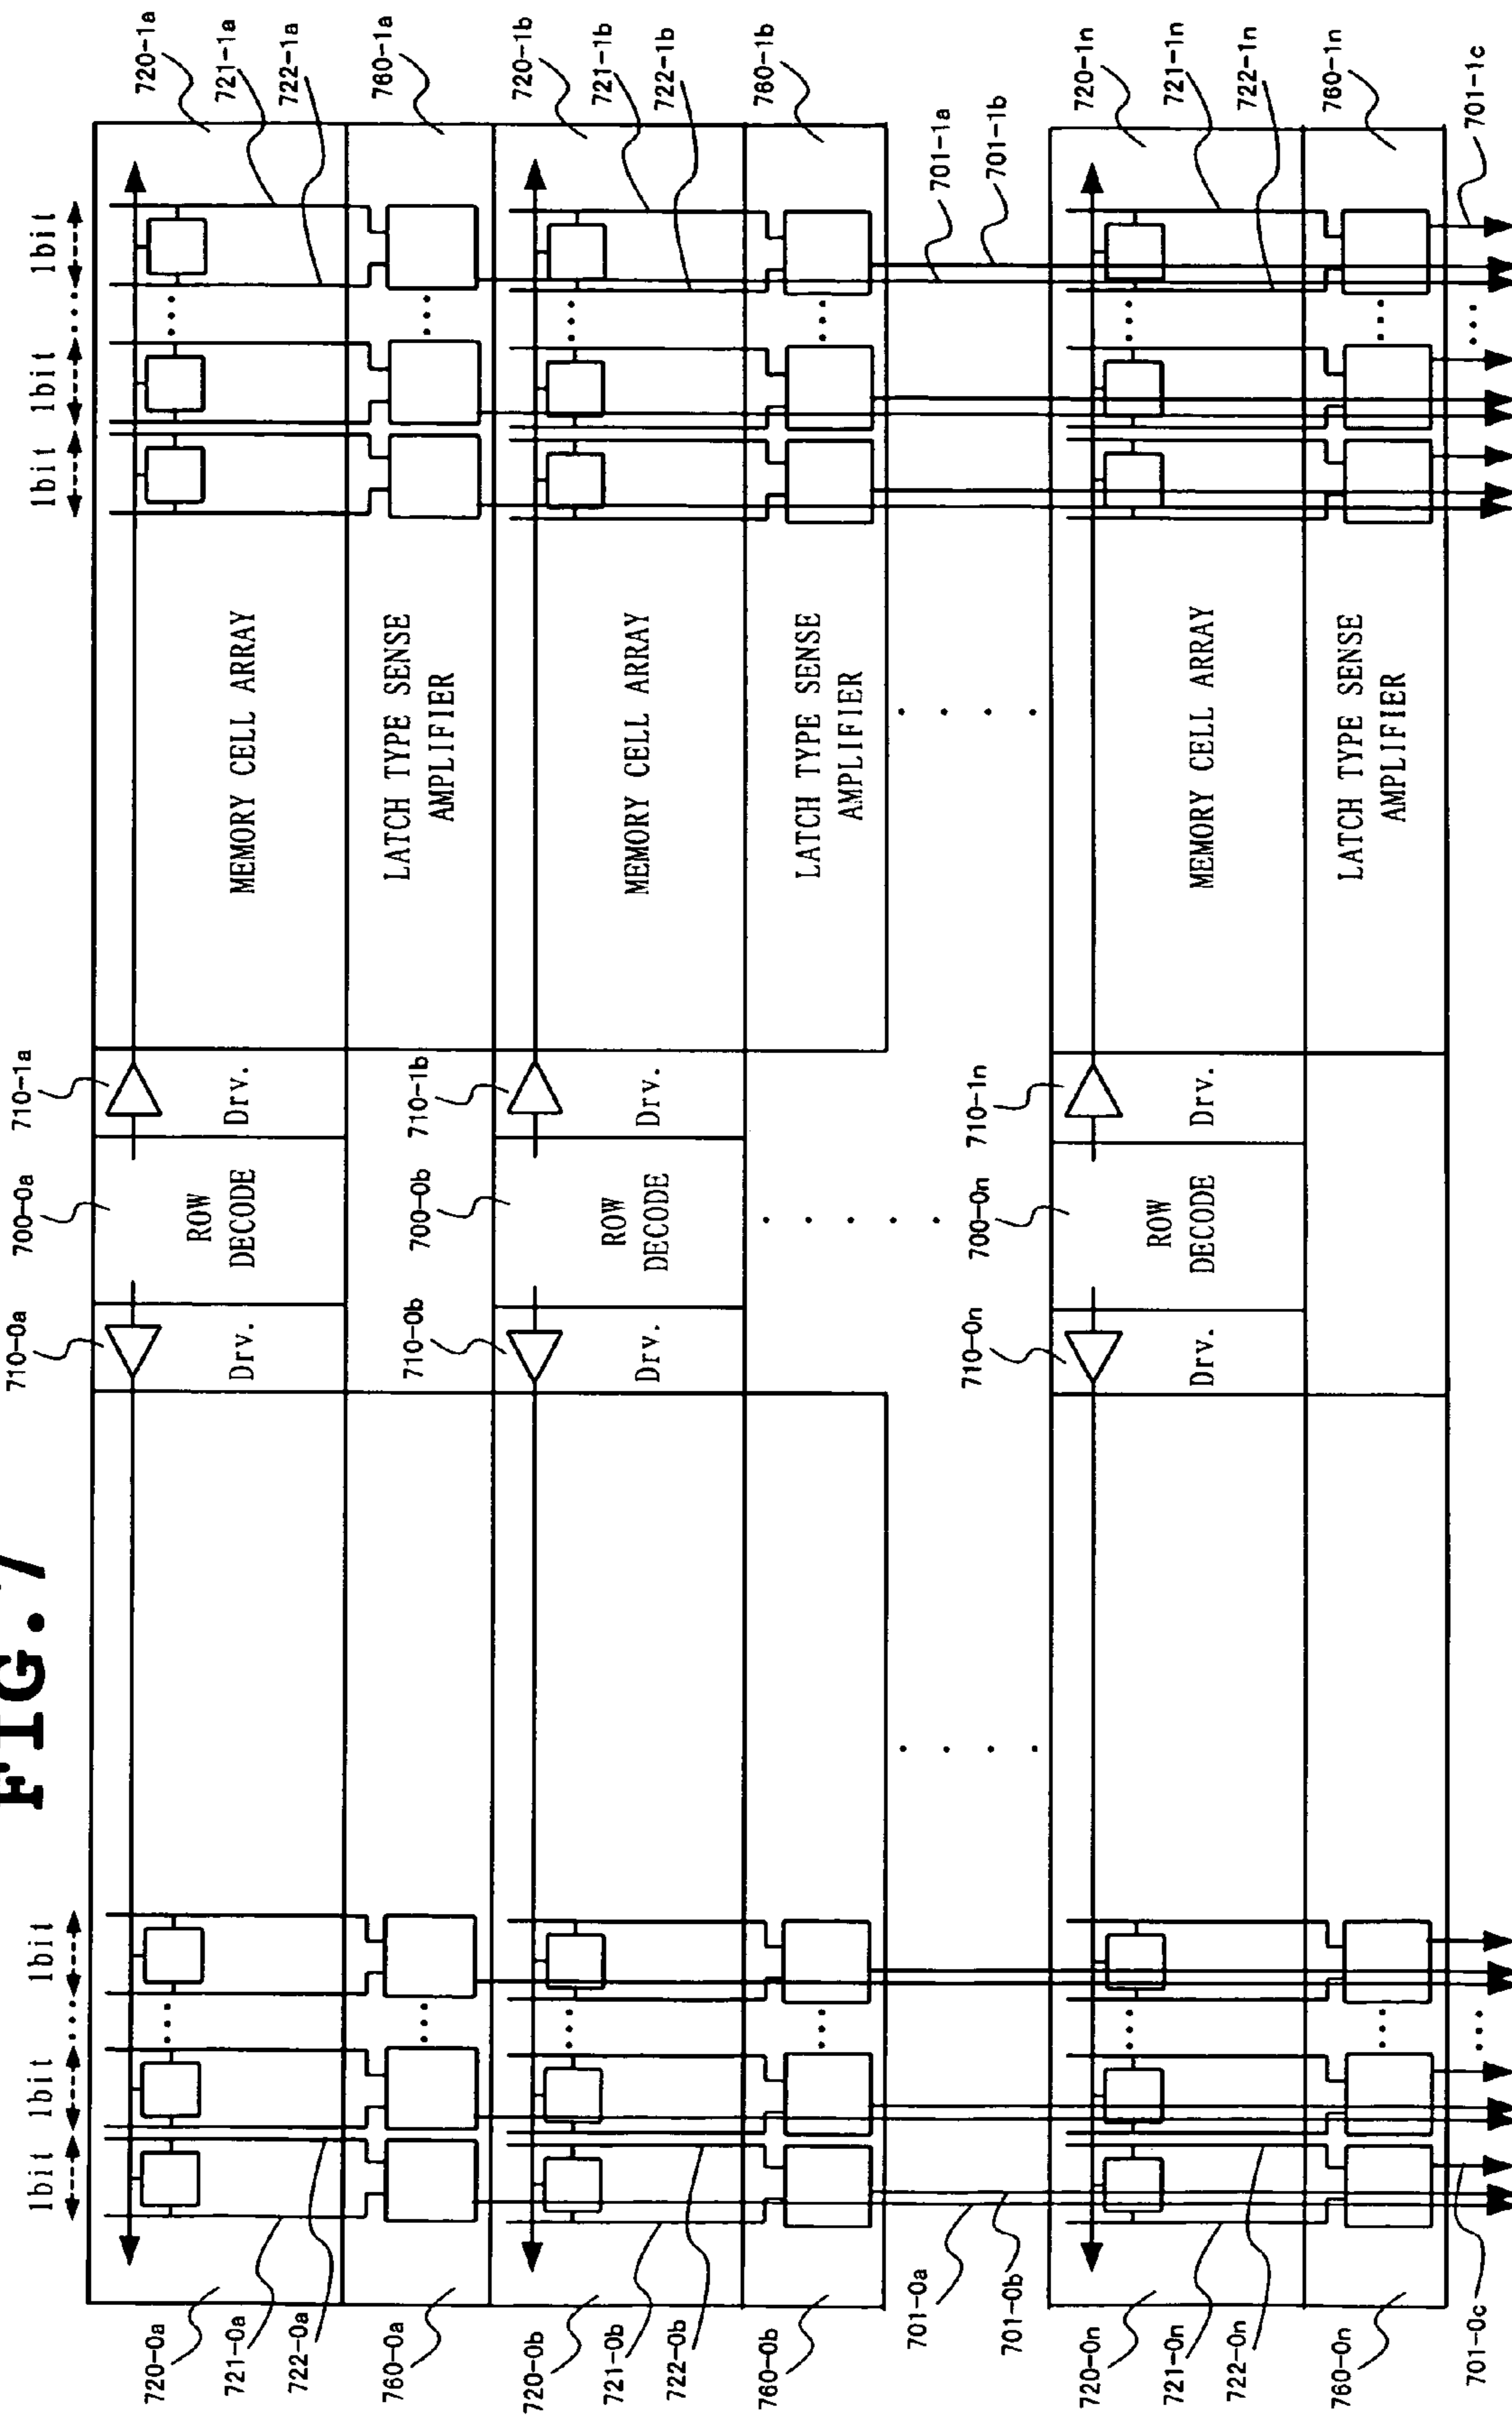 FIG. 7
710-0a
700-0a
710-1a
1bit
1bit
1bit
1bit
1bit
1bit
720-0a
721-0a
722-0a
760-0a
Drv.
ROW
DECODE
Drv.
MEMORY CELL ARRAY
LATCH TYPE SENSE
AMPLIFIER
720-1a
721-1a
722-1a
760-1a
710-0b
700-0b
710-1b
720-0b
721-0b
722-0b
760-0b
Drv.
ROW
DECODE
Drv.
MEMORY CELL ARRAY
LATCH TYPE SENSE
AMPLIFIER
720-1b
721-1b
722-1b
760-1b
701-0a
701-0b
701-1a
701-1b
710-0n
700-0n
710-1n
720-0n
721-0n
722-0n
760-0n
Drv.
ROW
DECODE
Drv.
MEMORY CELL ARRAY
LATCH TYPE SENSE
AMPLIFIER
720-1n
721-1n
722-1n
760-1n
701-0c
701-1c